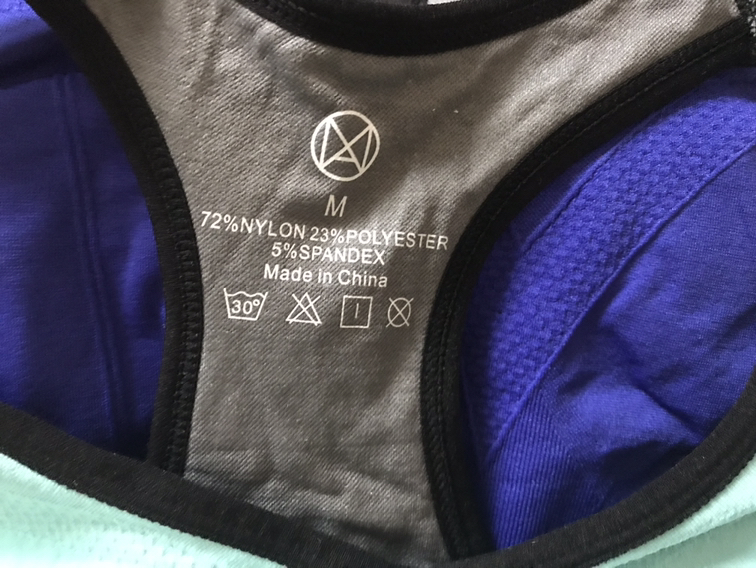 M
72%NYLON 23%POLYESTER
5%SPANDEX
Made in China
30°